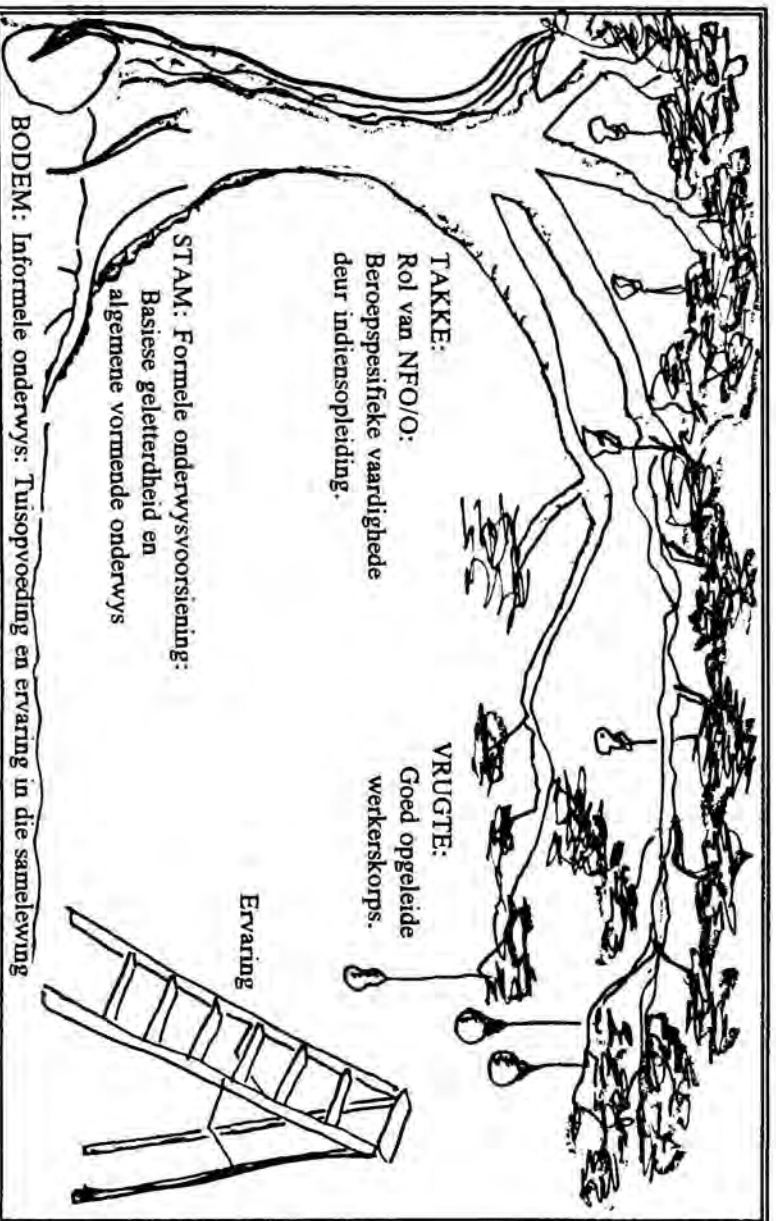 TAKKE:
Rol van NFO/O:
Beroepspesifieke vaardighede
deur indiensopleiding.
VRUGTE:
Goed opgeleide
werkerskorps.
STAM: Formele onderwysvoorsiening:
Basiese geletterdheid en
algemene vormende onderwys
Ervaring
BODEM: Informele onderwys: Tuisopvoeding en ervaring in die samelewing